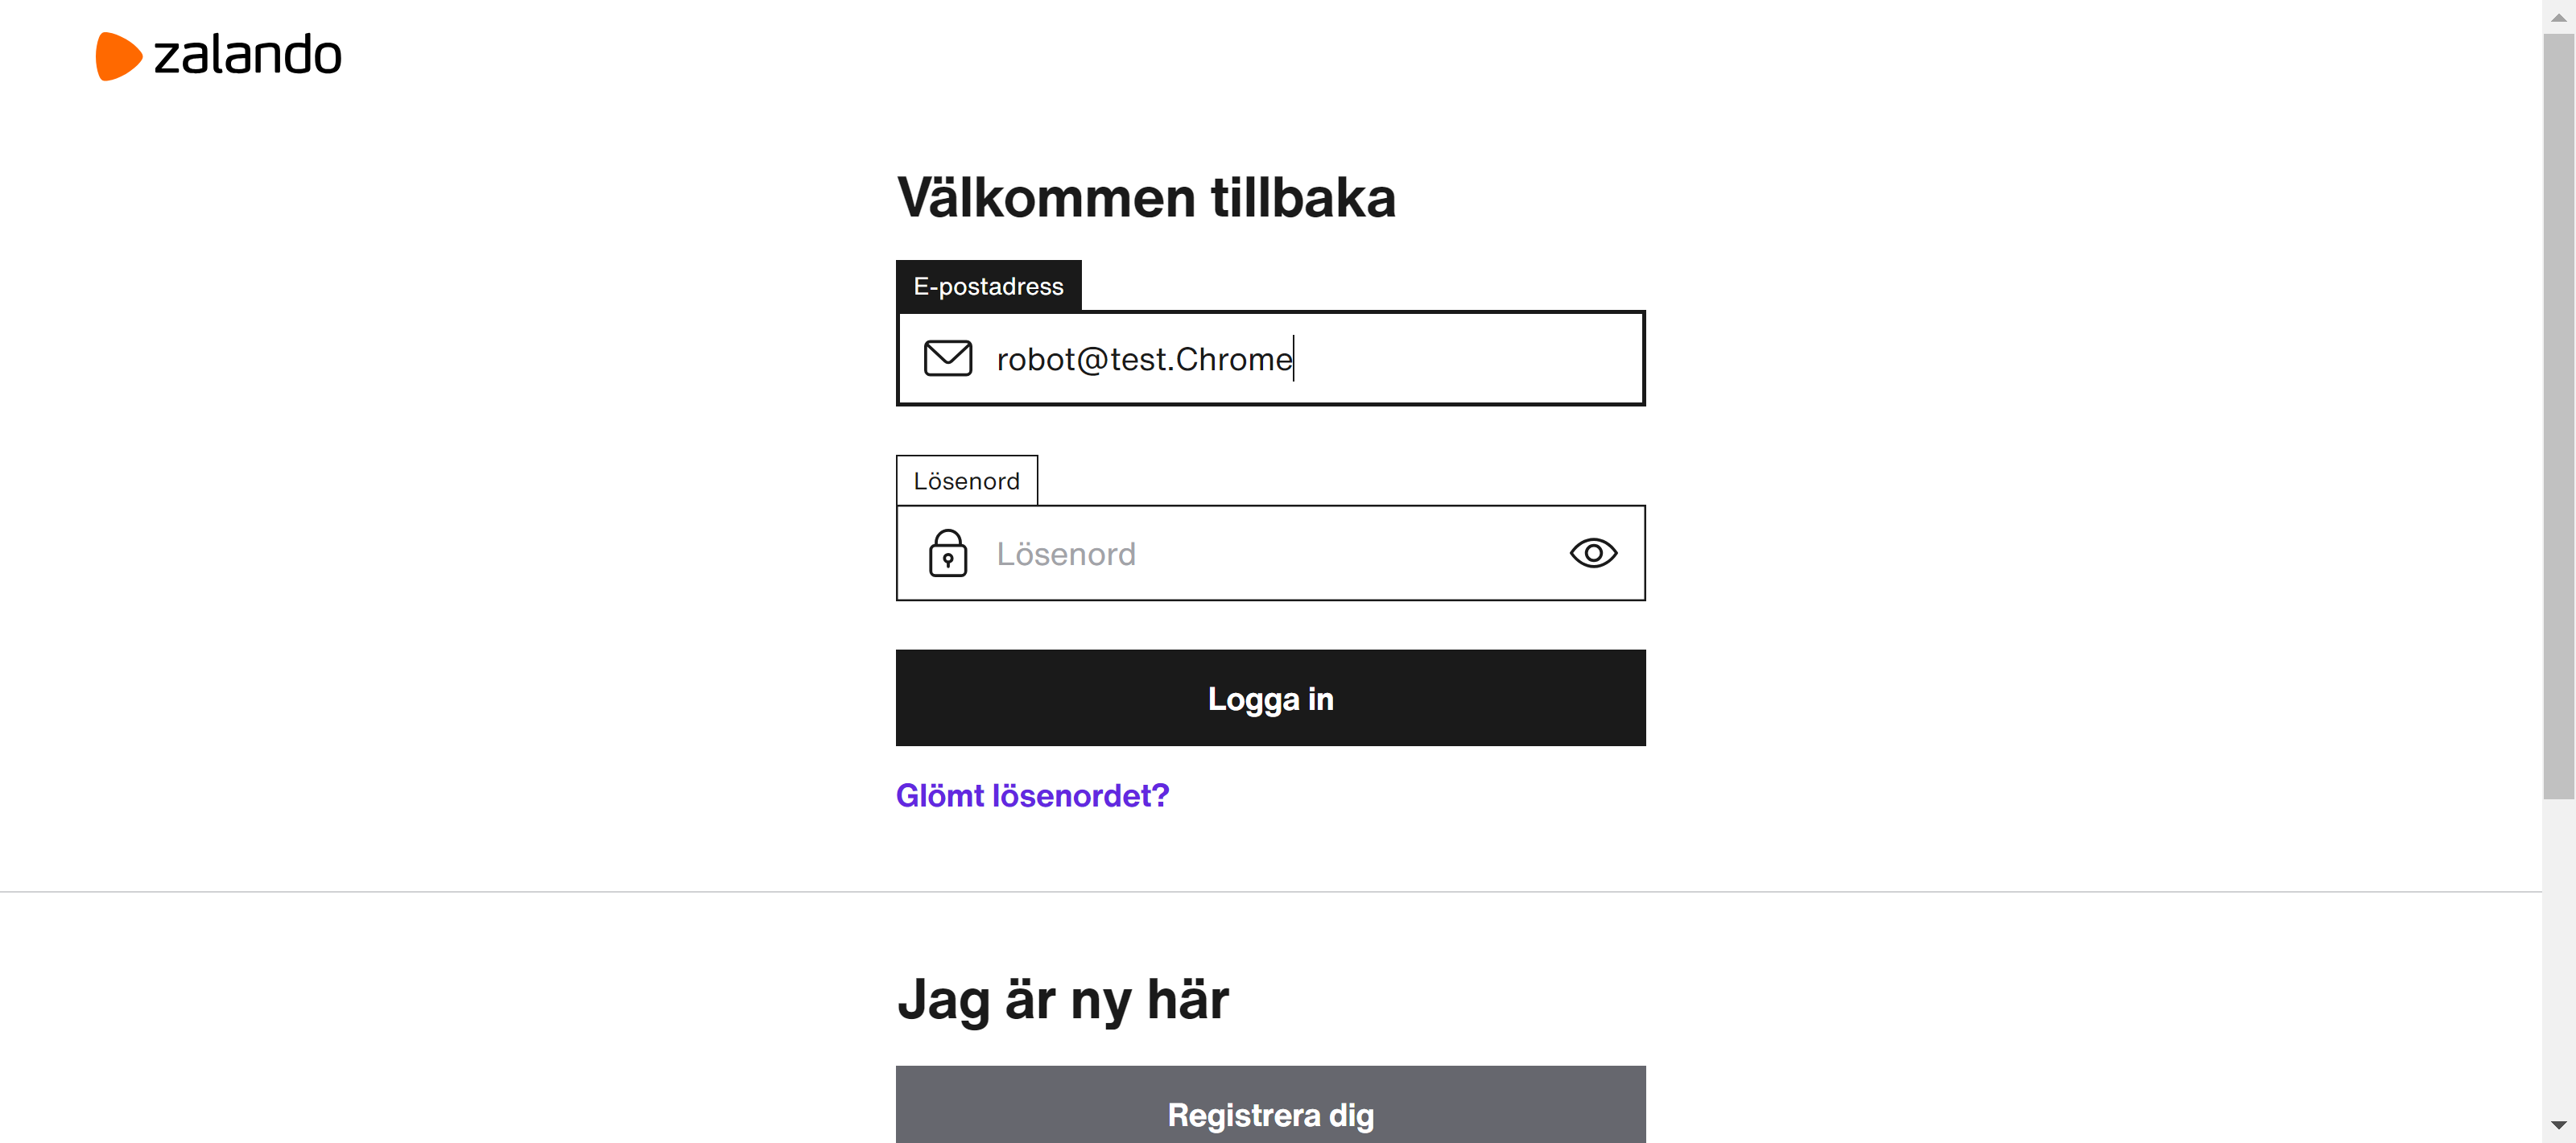 zalando
Välkommen tillbaka
E-postadress
robot@test.Chrome
Lösenord
Lösenord
Logga in
Glömt lösenordet?
Jag är ny här
Registrera dig